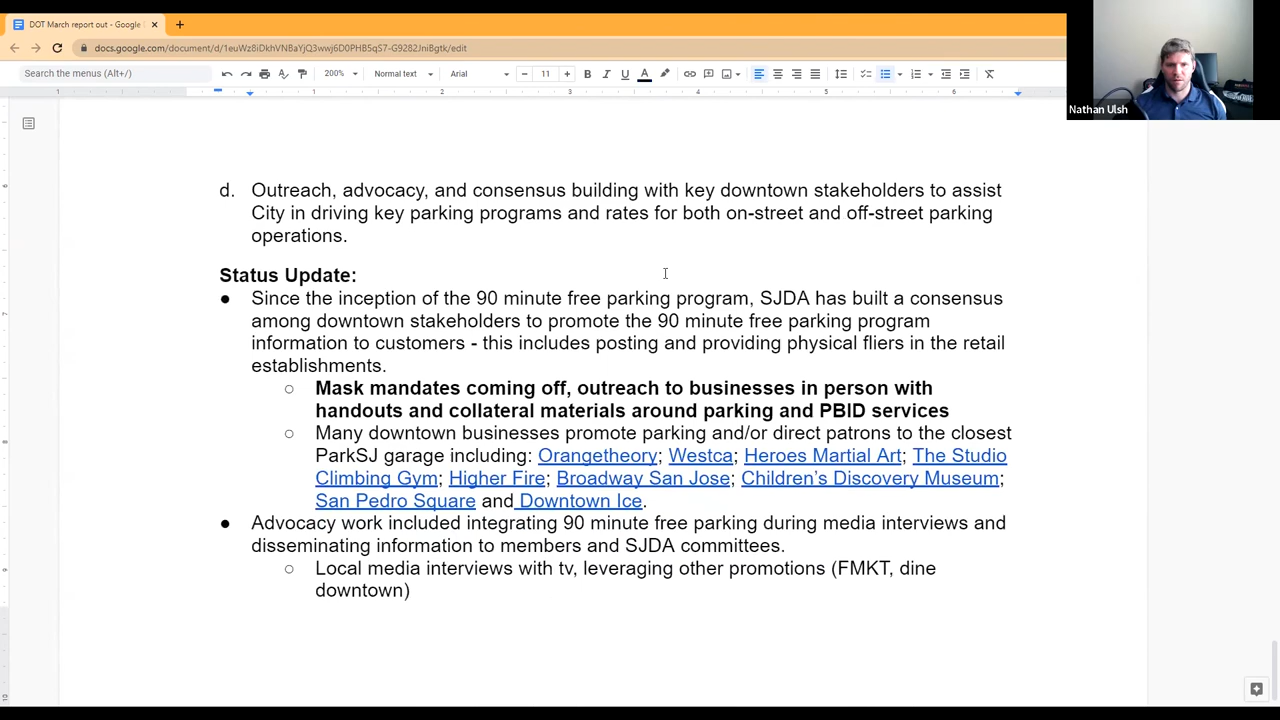 DOT March report out - Google
docs.google.com/document/d/1euWz8iDkhVNBaYjQ3wwj6D0PHB5qS7-G9282JniBgtk/edit
Nathan Ulsh
Search the menus (Alt+/) 200% Normal text Arial 11
1 1 2 3 4 5 6
d. Outreach, advocacy, and consensus building with key downtown stakeholders to assist
City in driving key parking programs and rates for both on-street and off-street parking
operations.
Status Update:
● Since the inception of the 90 minute free parking program, SJDA has built a consensus
among downtown stakeholders to promote the 90 minute free parking program
information to customers - this includes posting and providing physical fliers in the retail
establishments.
○ Mask mandates coming off, outreach to businesses in person with
handouts and collateral materials around parking and PBID services
○ Many downtown businesses promote parking and/or direct patrons to the closest
ParkSJ garage including: Orangetheory; Westca; Heroes Martial Art; The Studio
Climbing Gym; Higher Fire; Broadway San Jose; Children’s Discovery Museum;
San Pedro Square and Downtown Ice.
● Advocacy work included integrating 90 minute free parking during media interviews and
disseminating information to members and SJDA committees.
○ Local media interviews with tv, leveraging other promotions (FMKT, dine
downtown)